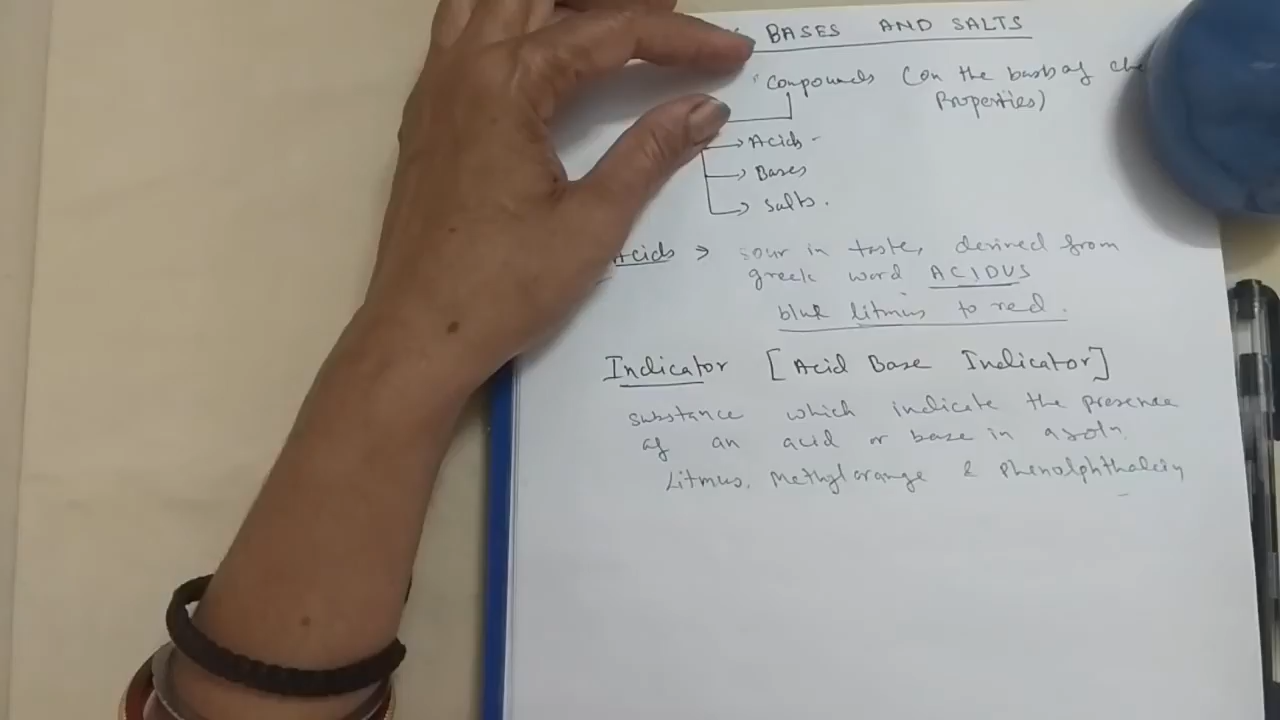 BASES AND SALTS
Compounds (on the basis of che
Properties)
Acids -
Bases
Salts.
Acids > sour in taste, derived from
greek word ACIDUS
blue litmus to red.
Indicator [Acid Base Indicator]
substance which indicate the presence
of an acid or base in a soln.
Litmus, Methyl orange & Phenolphthalein